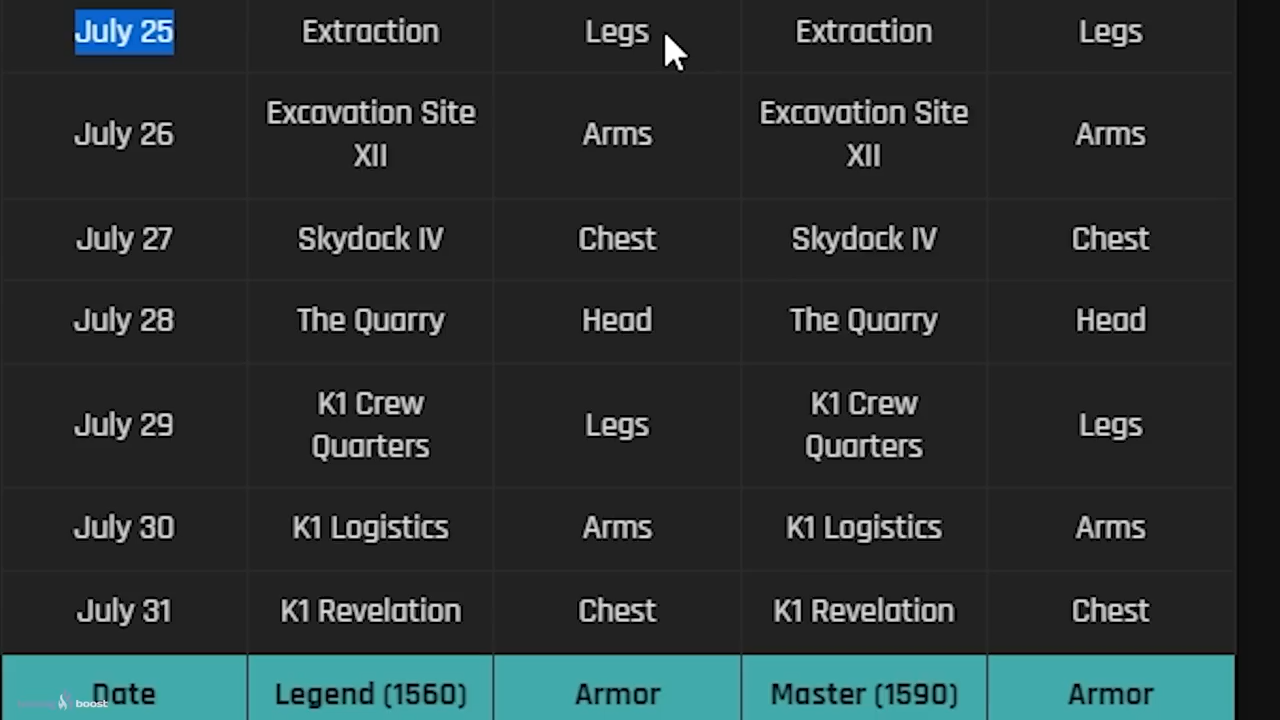 July 25 Extraction Legs Extraction Legs
July 26 Excavation Site XII Arms Excavation Site XII Arms
July 27 Skydock IV Chest Skydock IV Chest
July 28 The Quarry Head The Quarry Head
July 29 K1 Crew Quarters Legs K1 Crew Quarters Legs
July 30 K1 Logistics Arms K1 Logistics Arms
July 31 K1 Revelation Chest K1 Revelation Chest
Date Legend (1560) Armor Master (1590) Armor
boost